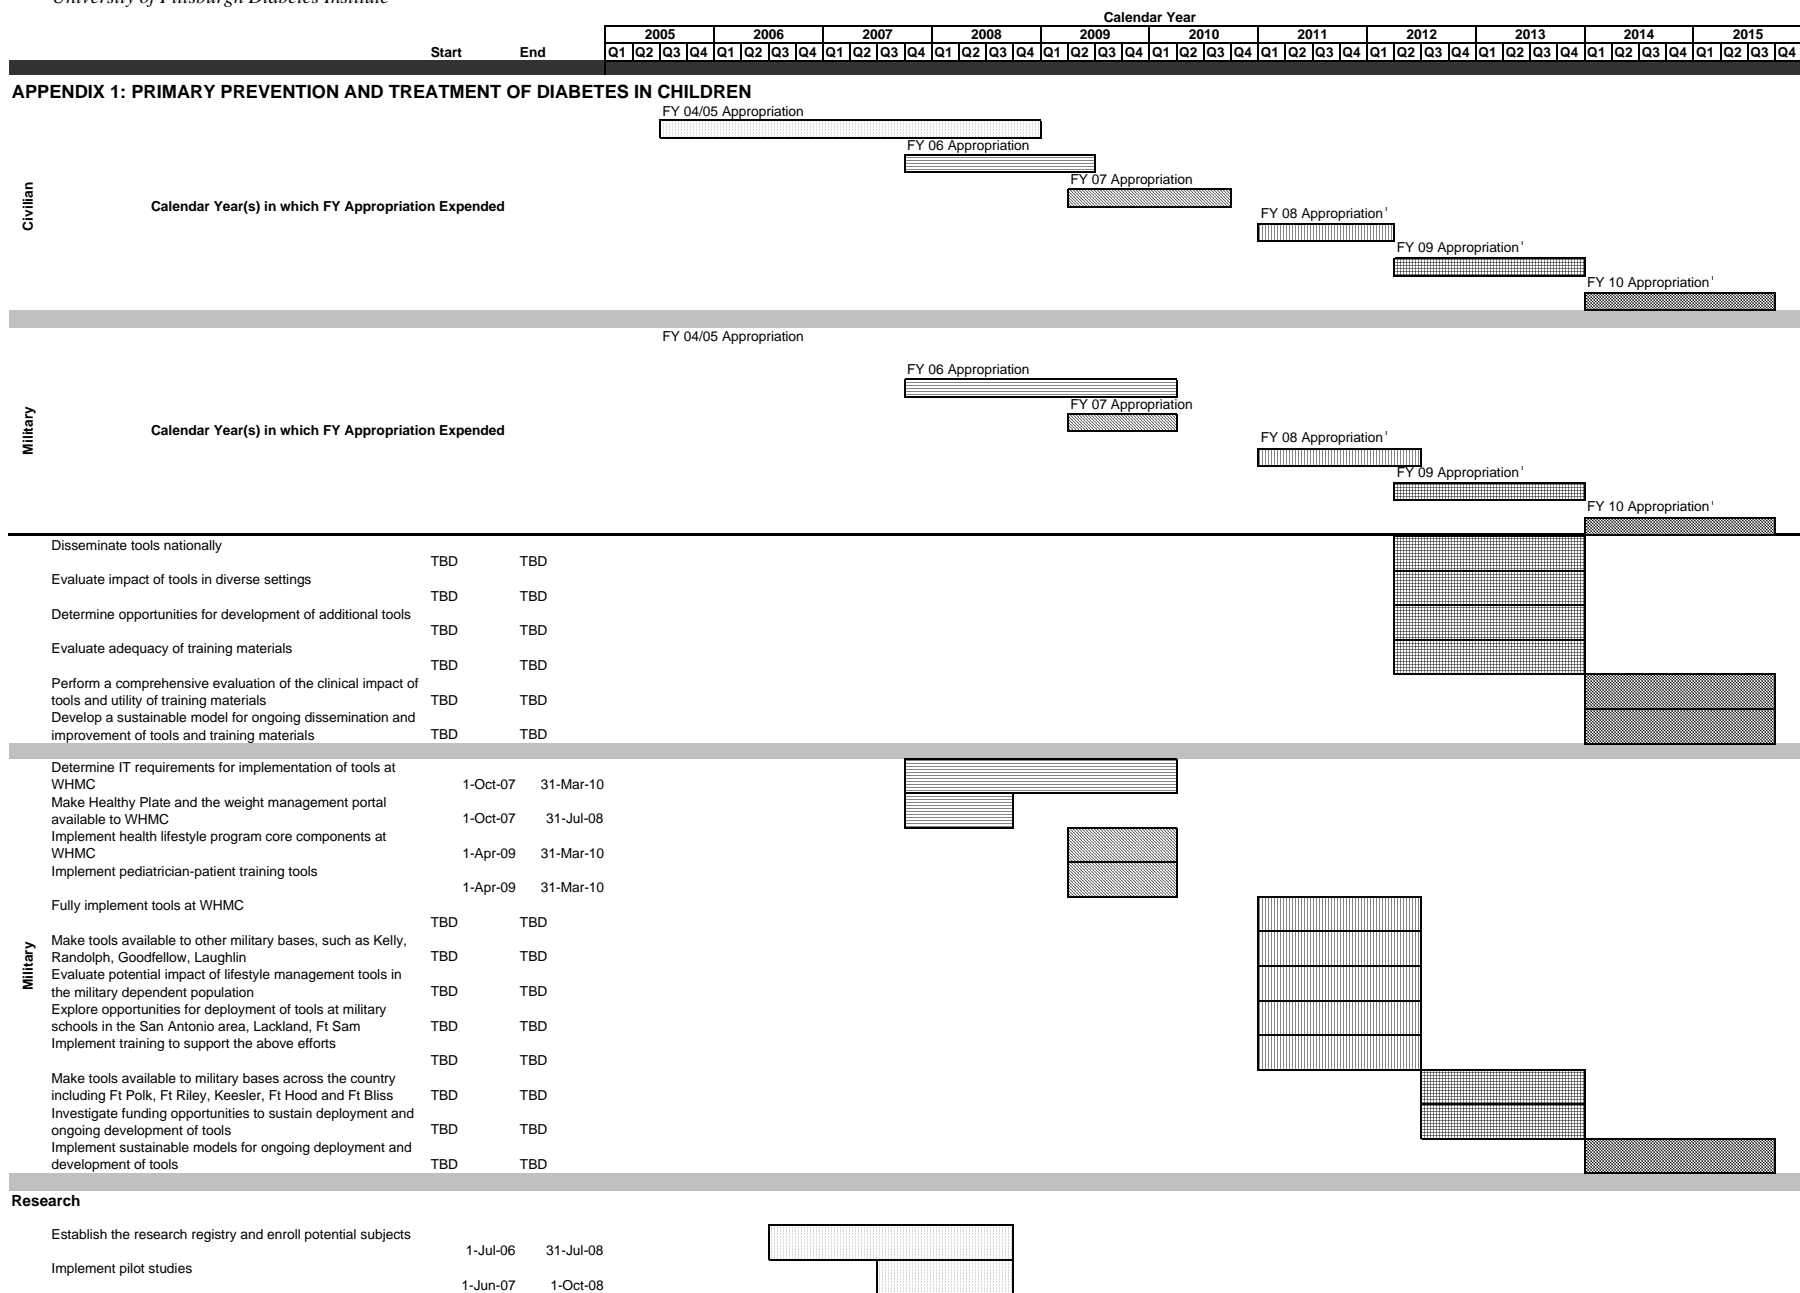 University of Pittsburgh Diabetes Institute
Calendar Year
2005 2006 2007 2008 2009 2010 2011 2012 2013 2014 2015
Start End Q1 Q2 Q3 Q4 Q1 Q2 Q3 Q4 Q1 Q2 Q3 Q4 Q1 Q2 Q3 Q4 Q1 Q2 Q3 Q4 Q1 Q2 Q3 Q4 Q1 Q2 Q3 Q4 Q1 Q2 Q3 Q4 Q1 Q2 Q3 Q4 Q1 Q2 Q3 Q4 Q1 Q2 Q3 Q4
APPENDIX 1: PRIMARY PREVENTION AND TREATMENT OF DIABETES IN CHILDREN
Civilian
Calendar Year(s) in which FY Appropriation Expended
FY 04/05 Appropriation
FY 06 Appropriation
FY 07 Appropriation
FY 08 Appropriation
FY 09 Appropriation
FY 10 Appropriation
Military
Calendar Year(s) in which FY Appropriation Expended
FY 04/05 Appropriation
FY 06 Appropriation
FY 07 Appropriation
FY 08 Appropriation
FY 09 Appropriation
FY 10 Appropriation
Disseminate tools nationally
TBD TBD
Evaluate impact of tools in diverse settings
TBD TBD
Determine opportunities for development of additional tools
TBD TBD
Evaluate adequacy of training materials
TBD TBD
Perform a comprehensive evaluation of the clinical impact of
tools and utility of training materials TBD TBD
Develop a sustainable model for ongoing dissemination and
improvement of tools and training materials TBD TBD
Military
Determine IT requirements for implementation of tools at
WHMC 1-Oct-07 31-Mar-10
Make Healthy Plate and the weight management portal
available to WHMC 1-Oct-07 31-Jul-08
Implement health lifestyle program core components at
WHMC 1-Apr-09 31-Mar-10
Implement pediatrician-patient training tools
1-Apr-09 31-Mar-10
Fully implement tools at WHMC
TBD TBD
Make tools available to other military bases, such as Kelly,
Randolph, Goodfellow, Laughlin TBD TBD
Evaluate potential impact of lifestyle management tools in
the military dependent population TBD TBD
Explore opportunities for deployment of tools at military
schools in the San Antonio area, Lackland, Ft Sam TBD TBD
Implement training to support the above efforts
TBD TBD
Make tools available to military bases across the country
including Ft Polk, Ft Riley, Keesler, Ft Hood and Ft Bliss TBD TBD
Investigate funding opportunities to sustain deployment and
ongoing development of tools TBD TBD
Implement sustainable models for ongoing deployment and
development of tools TBD TBD
Research
Establish the research registry and enroll potential subjects
1-Jul-06 31-Jul-08
Implement pilot studies
1-Jun-07 1-Oct-08